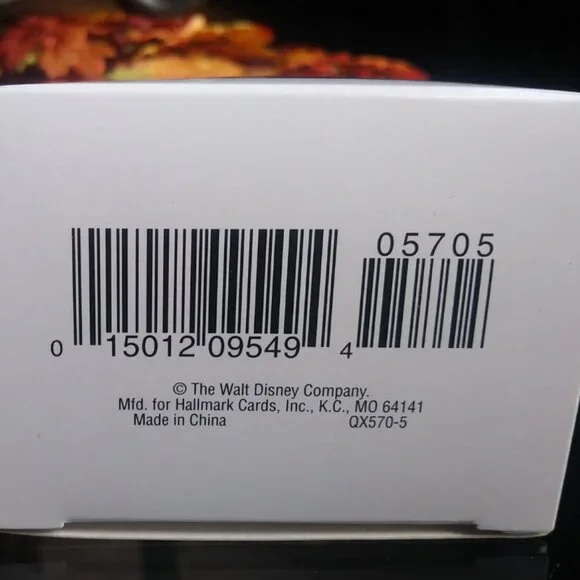 05705
0 15012 09549 4
© The Walt Disney Company.
Mfd. for Hallmark Cards, Inc., K.C., MO 64141
Made in China QX570-5